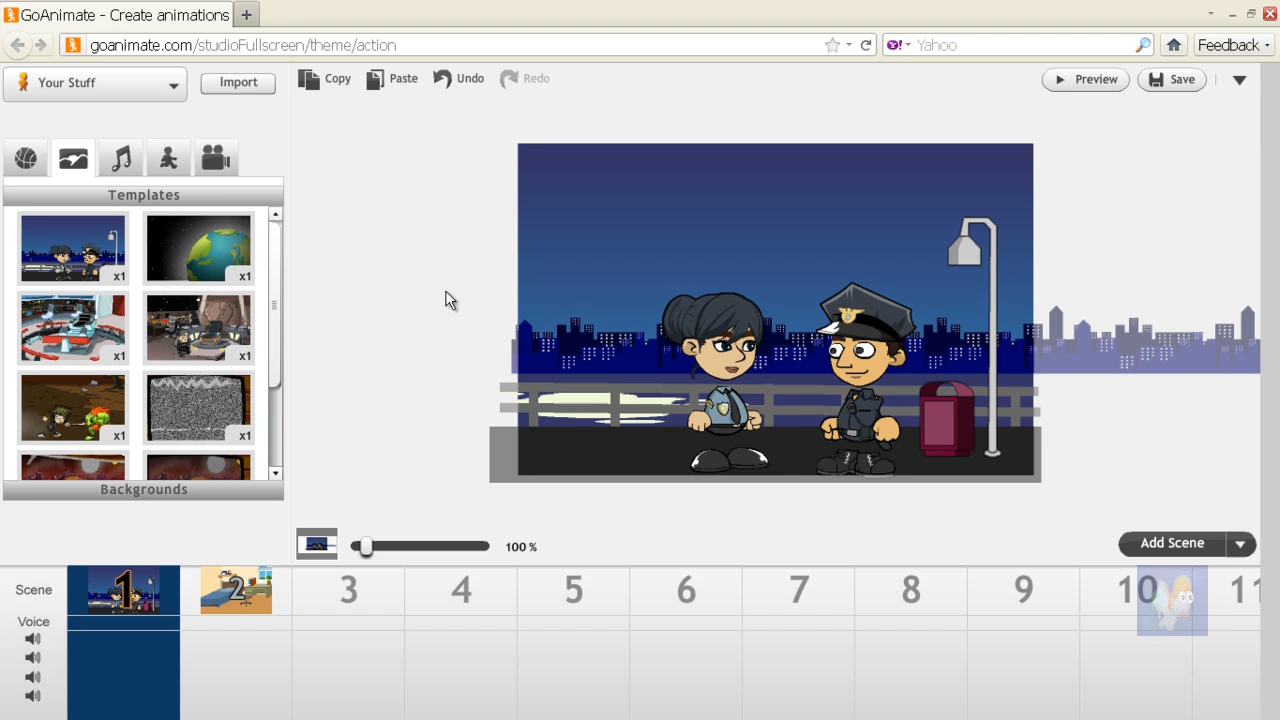 GoAnimate - Create animations
goanimate.com/studioFullscreen/theme/action
Yahoo
Feedback
Your Stuff
Import
Copy
Paste
Undo
Redo
Preview
Save
Templates
x1
x1
x1
x1
x1
x1
Backgrounds
100 %
Add Scene
Scene
1
2
3
4
5
6
7
8
9
10
11
Voice